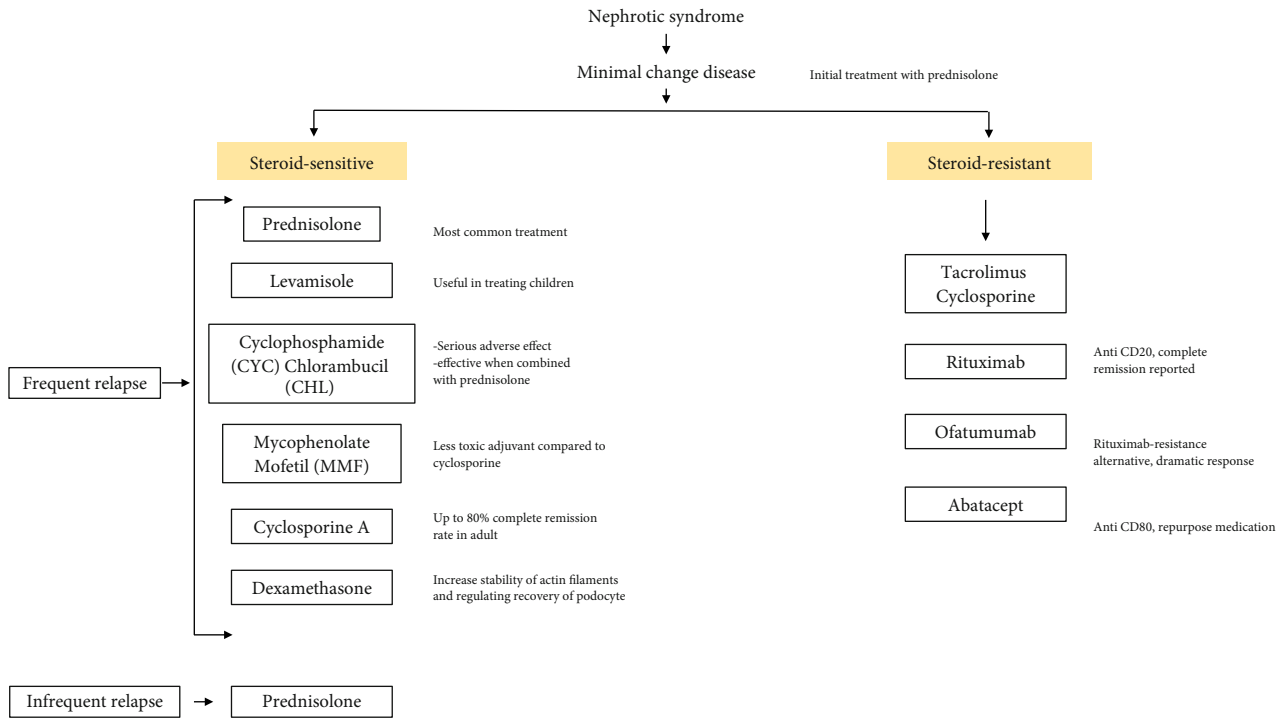 Nephrotic syndrome
Minimal change disease
Initial treatment with prednisolone
Steroid-sensitive
Steroid-resistant
Frequent relapse
Prednisolone
Most common treatment
Levamisole
Useful in treating children
Cyclophosphamide
(CYC) Chlorambucil
(CHL)
-Serious adverse effect
-effective when combined
with prednisolone
Mycophenolate
Mofetil (MMF)
Less toxic adjuvant compared to
cyclosporine
Cyclosporine A
Up to 80% complete remission
rate in adult
Dexamethasone
Increase stability of actin filaments
and regulating recovery of podocyte
Infrequent relapse
Prednisolone
Tacrolimus
Cyclosporine
Rituximab
Anti CD20, complete
remission reported
Ofatumumab
Rituximab-resistance
alternative, dramatic response
Abatacept
Anti CD80, repurpose medication